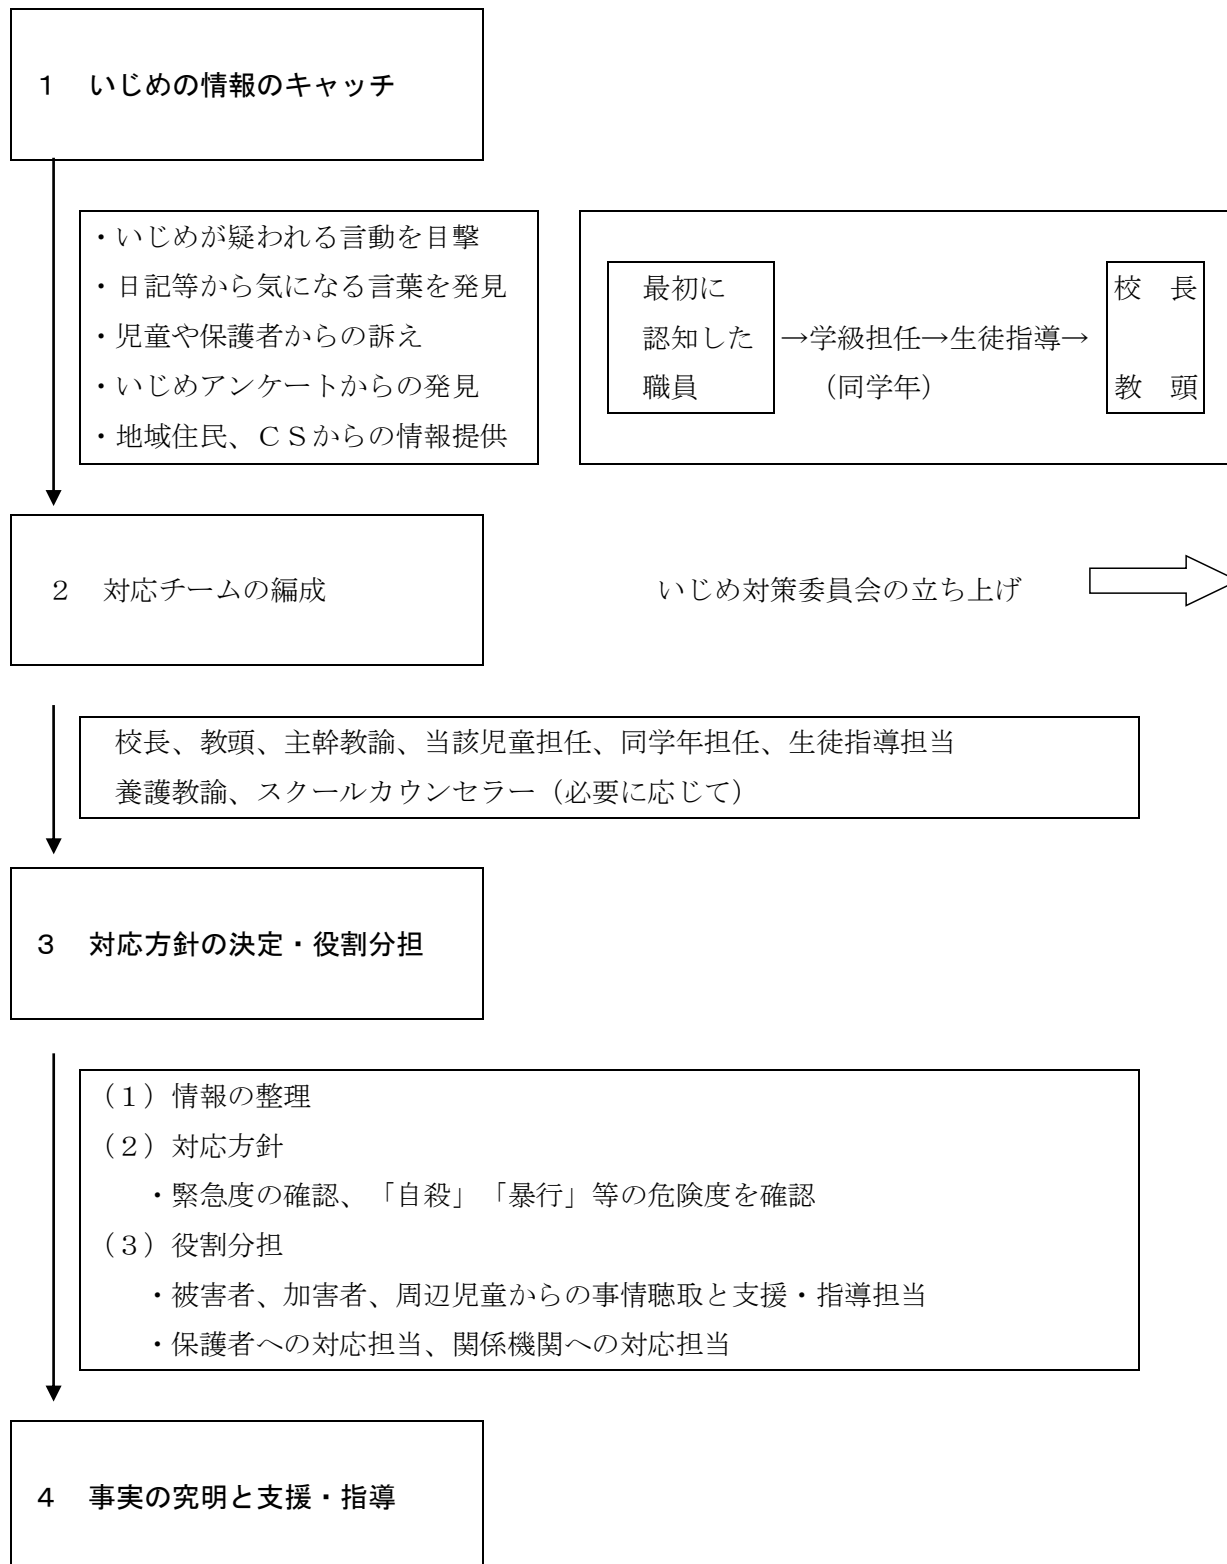 １　いじめの情報のキャッチ
・いじめが疑われる言動を目撃
・日記等から気になる言葉を発見
・児童や保護者からの訴え
・いじめアンケートからの発見
・地域住民、ＣＳからの情報提供
最初に
認知した
職員
→学級担任→生徒指導→
（同学年）
校　長
教　頭
２　対応チームの編成
いじめ対策委員会の立ち上げ
校長、教頭、主幹教諭、当該児童担任、同学年担任、生徒指導担当
養護教諭、スクールカウンセラー（必要に応じて）
３　対応方針の決定・役割分担
（１）情報の整理
（２）対応方針
・緊急度の確認、「自殺」「暴行」等の危険度を確認
（３）役割分担
・被害者、加害者、周辺児童からの事情聴取と支援・指導担当
・保護者への対応担当、関係機関への対応担当
４　事実の究明と支援・指導